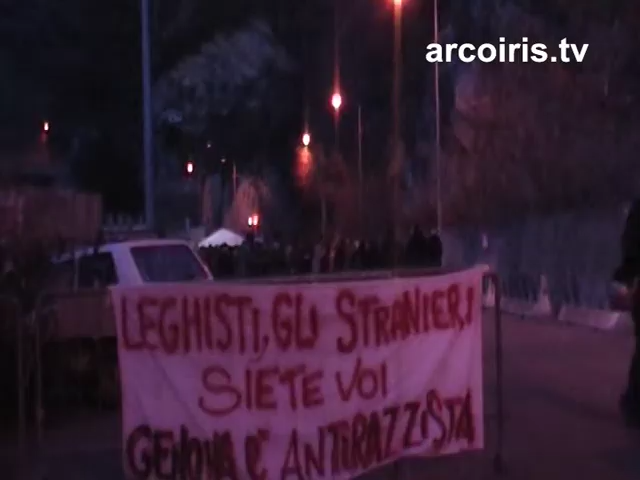 arcoiris.tv
LEGHISTI, GLI STRANIERI
SIETE VOI
GENOVA E' ANTIRAZZISTA